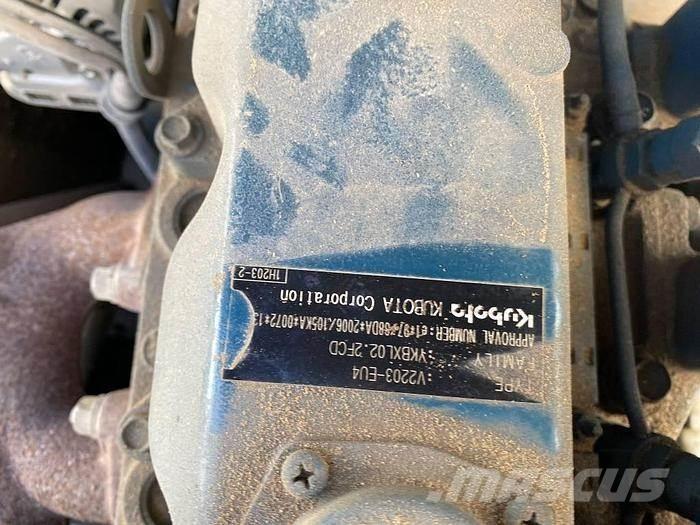 TYPE :V2203-EU4
FAMILY :VKBXL02.2FCD
APPROVAL NUMBER:e1*97/68DA*2006/105KA*0072*13
Kubota KUBOTA Corporation
1H203-2
MASCUS